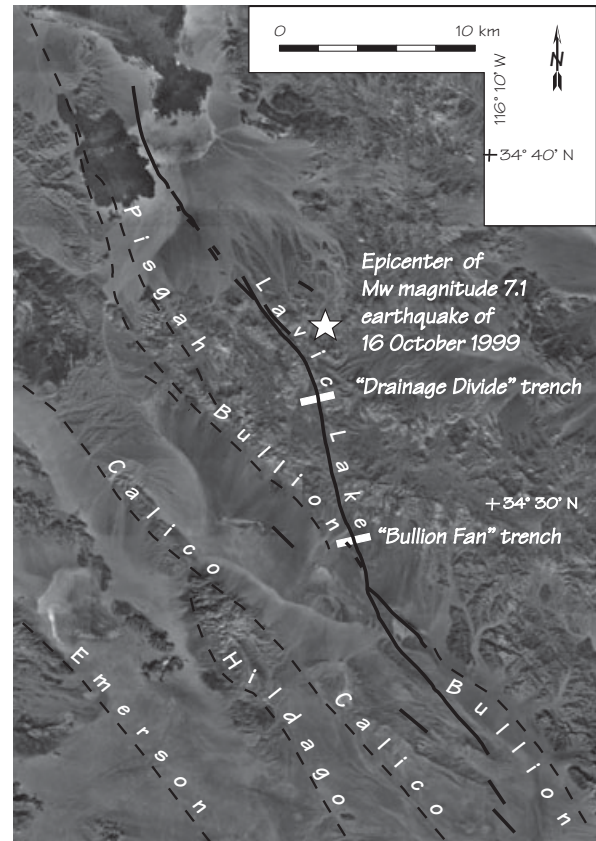 0 10 km
N
116° 10' W
34° 40' N
Pisgah
Lavic Lake
Epicenter of
Mw magnitude 7.1
earthquake of
16 October 1999
"Drainage Divide" trench
Bullion
Calico
34° 30' N
"Bullion Fan" trench
Emerson
Hildago
Calico
Bullion